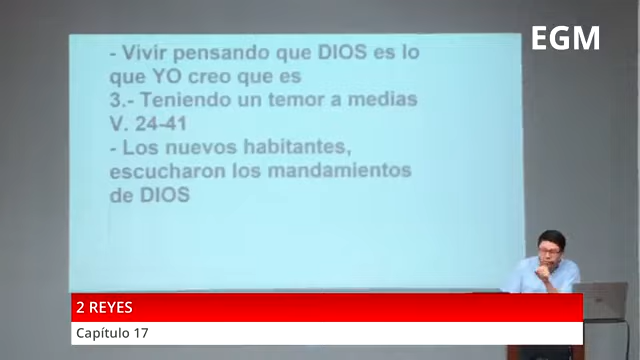 EGM
- Vivir pensando que DIOS es lo
que YO creo que es
3.- Teniendo un temor a medias
V. 24-41
- Los nuevos habitantes,
escucharon los mandamientos
de DIOS
2 REYES
Capítulo 17